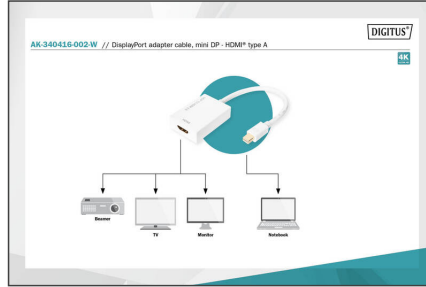 DIGITUS®
AK-340416-002-W // DisplayPort adapter cable, mini DP - HDMI® type A
4K
Beamer
TV
Monitor
Notebook